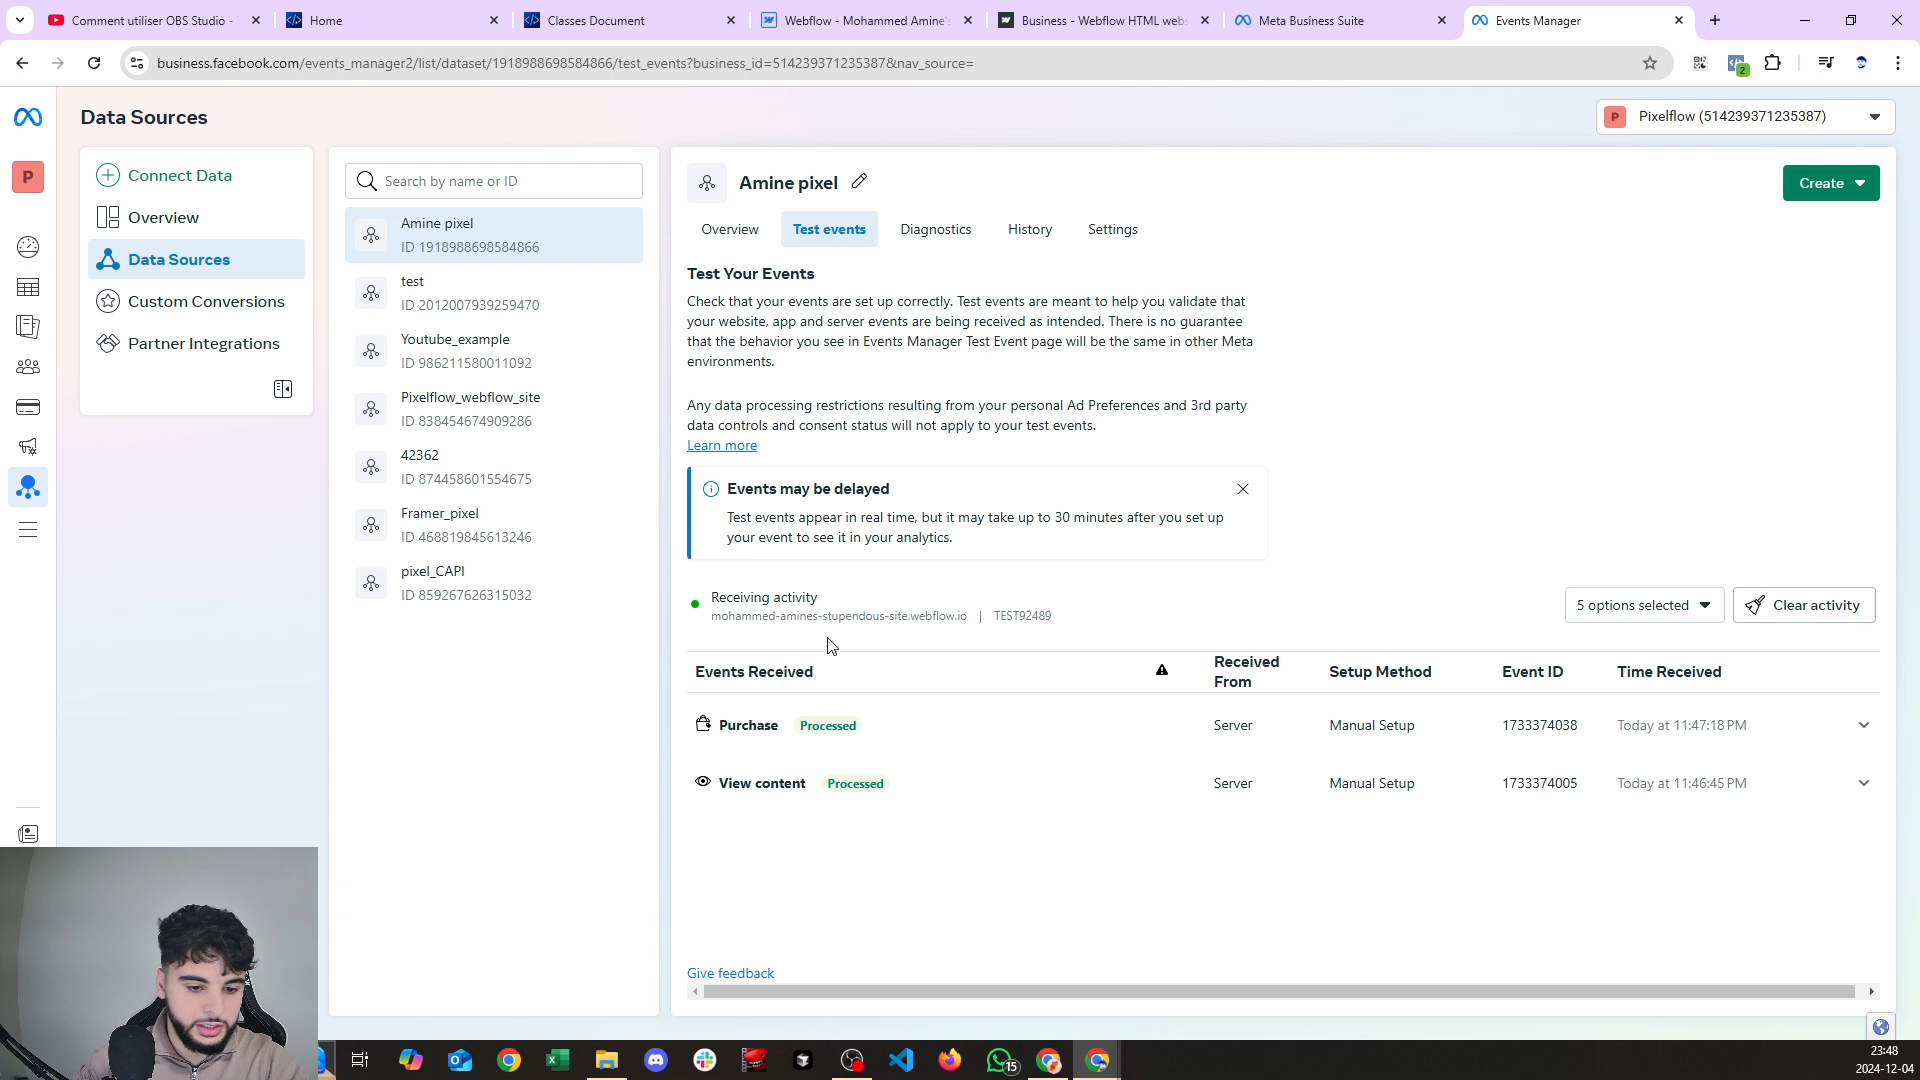 Comment utiliser OBS Studio -
Home
Classes Document
Webflow - Mohammed Amine's
Business - Webflow HTML webs
Meta Business Suite
Events Manager
business.facebook.com/events_manager2/list/dataset/1918988698584866/test_events?business_id=514239371235387&nav_source=
2
Data Sources
P
Pixelflow (514239371235387)
P
Connect Data
Overview
Data Sources
Custom Conversions
Partner Integrations
Search by name or ID
Amine pixel
ID 1918988698584866
test
ID 2012007939259470
Youtube_example
ID 986211580011092
Pixelflow_webflow_site
ID 838454674909286
42362
ID 874458601554675
Framer_pixel
ID 468819845613246
pixel_CAPI
ID 859267626315032
Amine pixel
Create
Overview
Test events
Diagnostics
History
Settings
Test Your Events
Check that your events are set up correctly. Test events are meant to help you validate that
your website, app and server events are being received as intended. There is no guarantee
that the behavior you see in Events Manager Test Event page will be the same in other Meta
environments.
Any data processing restrictions resulting from your personal Ad Preferences and 3rd party
data controls and consent status will not apply to your test events.
Learn more
Events may be delayed
Test events appear in real time, but it may take up to 30 minutes after you set up
your event to see it in your analytics.
Receiving activity
mohammed-amines-stupendous-site.webflow.io | TEST92489
5 options selected
Clear activity
Events Received
Received
From
Setup Method
Event ID
Time Received
Purchase Processed Server Manual Setup 1733374038 Today at 11:47:18 PM
View content Processed Server Manual Setup 1733374005 Today at 11:46:45 PM
Give feedback
15
23:48
2024-12-04